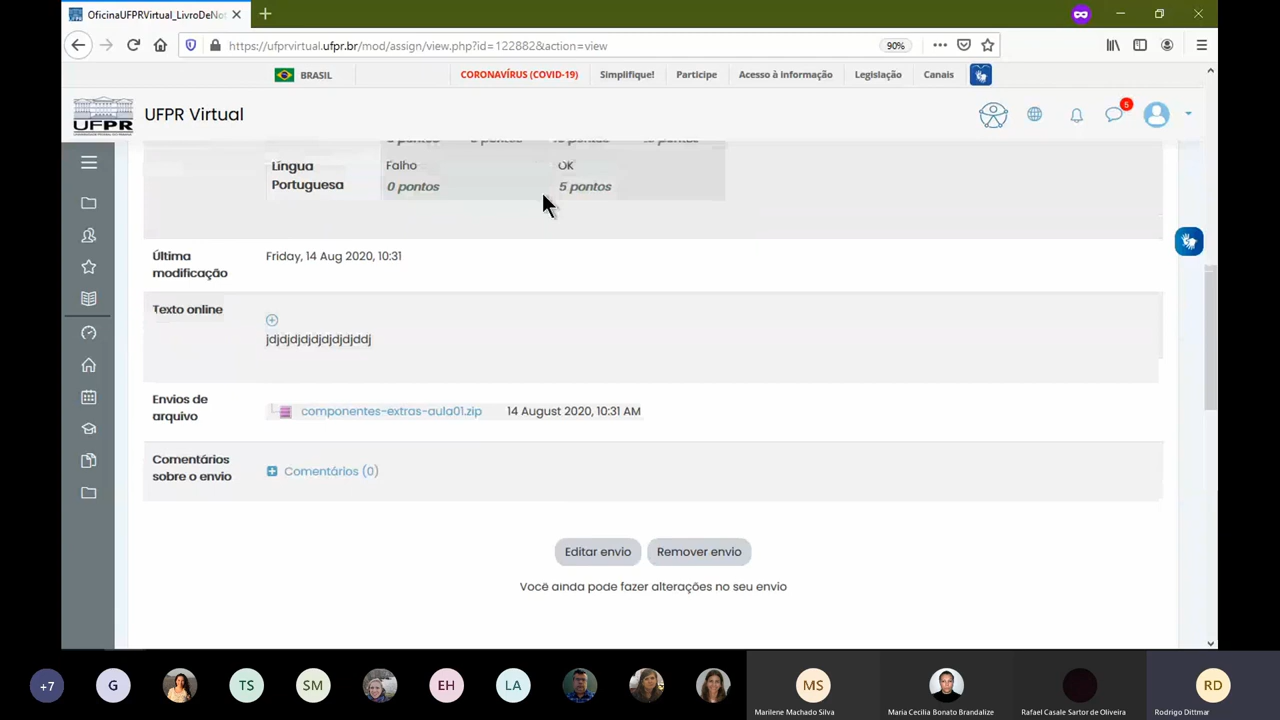 OficinaUFPRVirtual_LivroDeNo
https://ufprvirtual.ufpr.br/mod/assign/view.php?id=122882&action=view
90%
BRASIL
CORONAVÍRUS (COVID-19)
Simplifique!
Participe
Acesso à informação
Legislação
Canais
UFPR
UFPR Virtual
5
Língua
Portuguesa
Falho
0 pontos
OK
5 pontos
Última
modificação
Friday, 14 Aug 2020, 10:31
Texto online
jdjdjdjdjdjdjdjdjddj
Envios de
arquivo
componentes-extras-aula01.zip
14 August 2020, 10:31 AM
Comentários
sobre o envio
Comentários (0)
Editar envio
Remover envio
Você ainda pode fazer alterações no seu envio
+7
G
TS
SM
EH
LA
MS
RD
Marilene Machado Silva
Maria Cecilia Bonato Brandalize
Rafael Casale Sartor de Oliveira
Rodrigo Dittmar